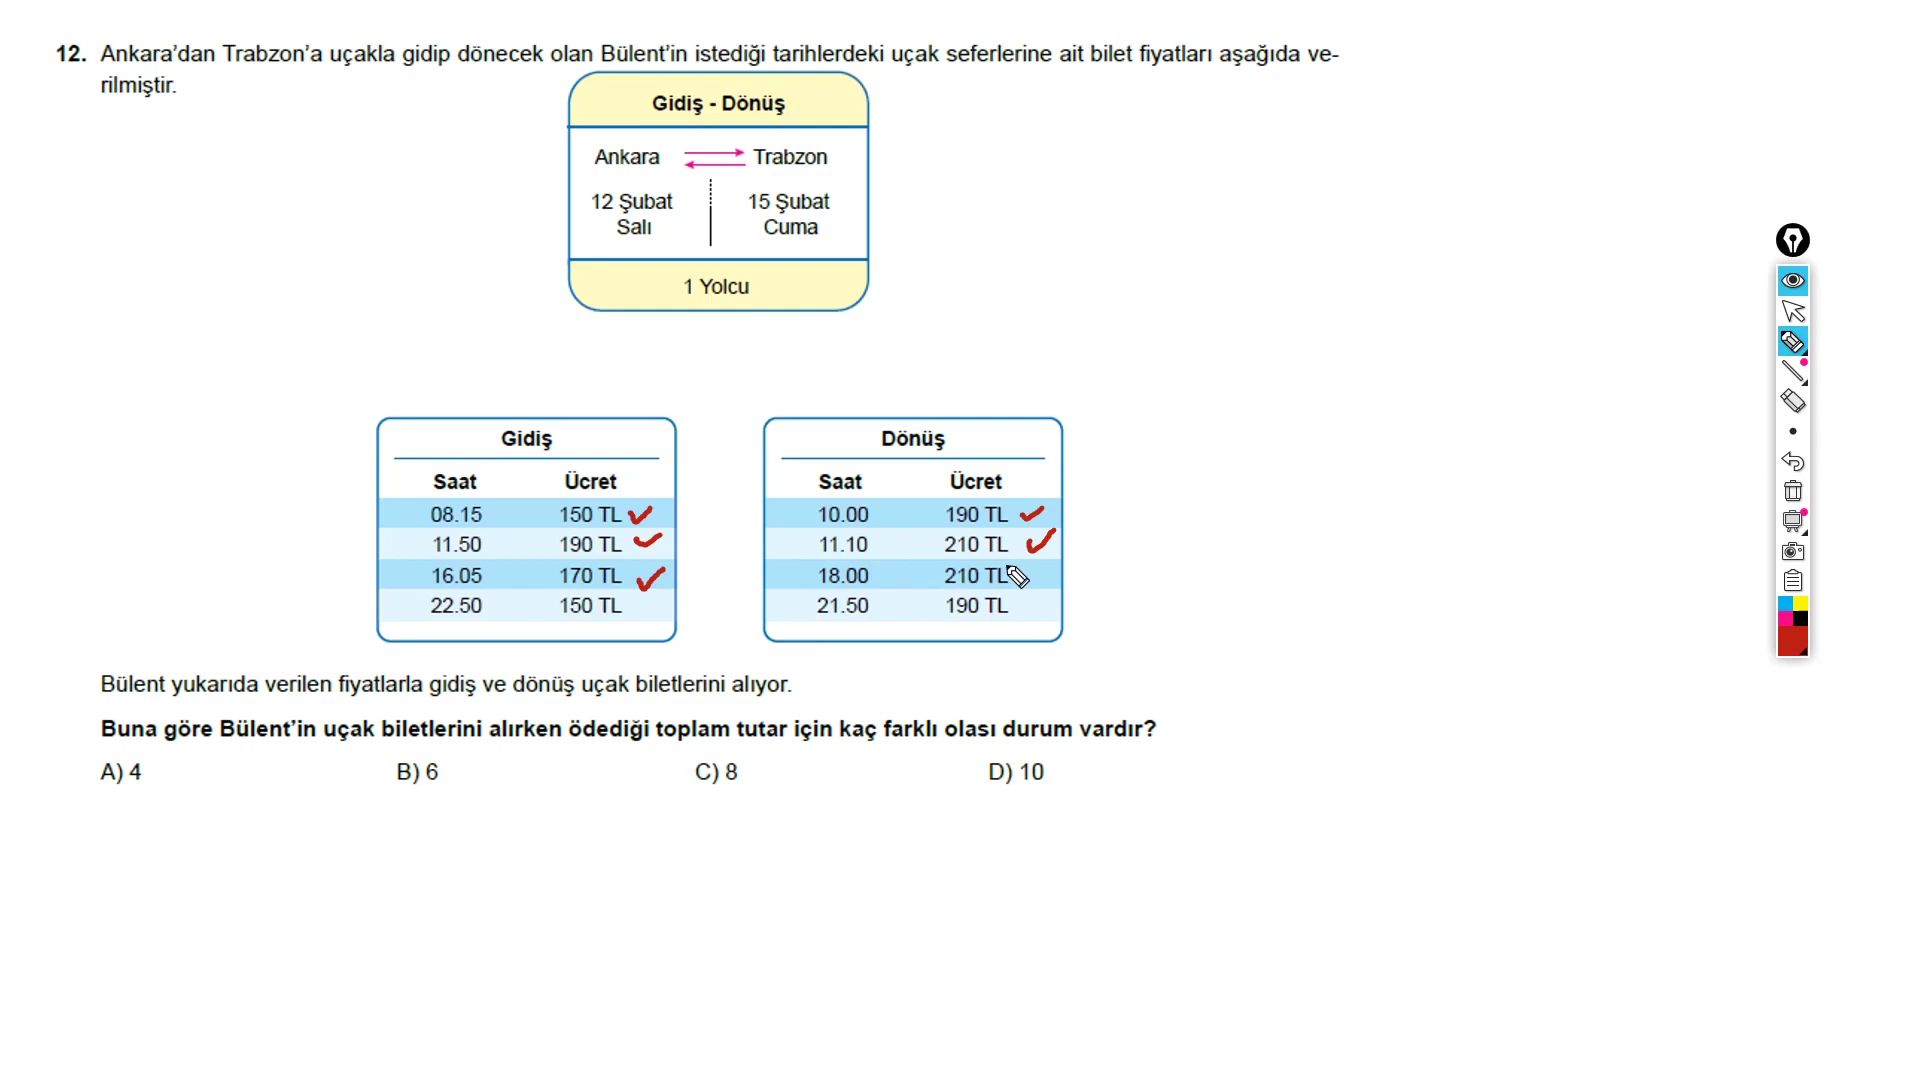 12. Ankara’dan Trabzon’a uçakla gidip dönecek olan Bülent’in istediği tarihlerdeki uçak seferlerine ait bilet fiyatları aşağıda ve-
rilmiştir.
Gidiş - Dönüş
Ankara Trabzon
12 Şubat 15 Şubat
Salı Cuma
1 Yolcu
Gidiş
Saat Ücret
08.15 150 TL
11.50 190 TL
16.05 170 TL
22.50 150 TL
Dönüş
Saat Ücret
10.00 190 TL
11.10 210 TL
18.00 210 TL
21.50 190 TL
Bülent yukarıda verilen fiyatlarla gidiş ve dönüş uçak biletlerini alıyor.
Buna göre Bülent’in uçak biletlerini alırken ödediği toplam tutar için kaç farklı olası durum vardır?
A) 4 B) 6 C) 8 D) 10